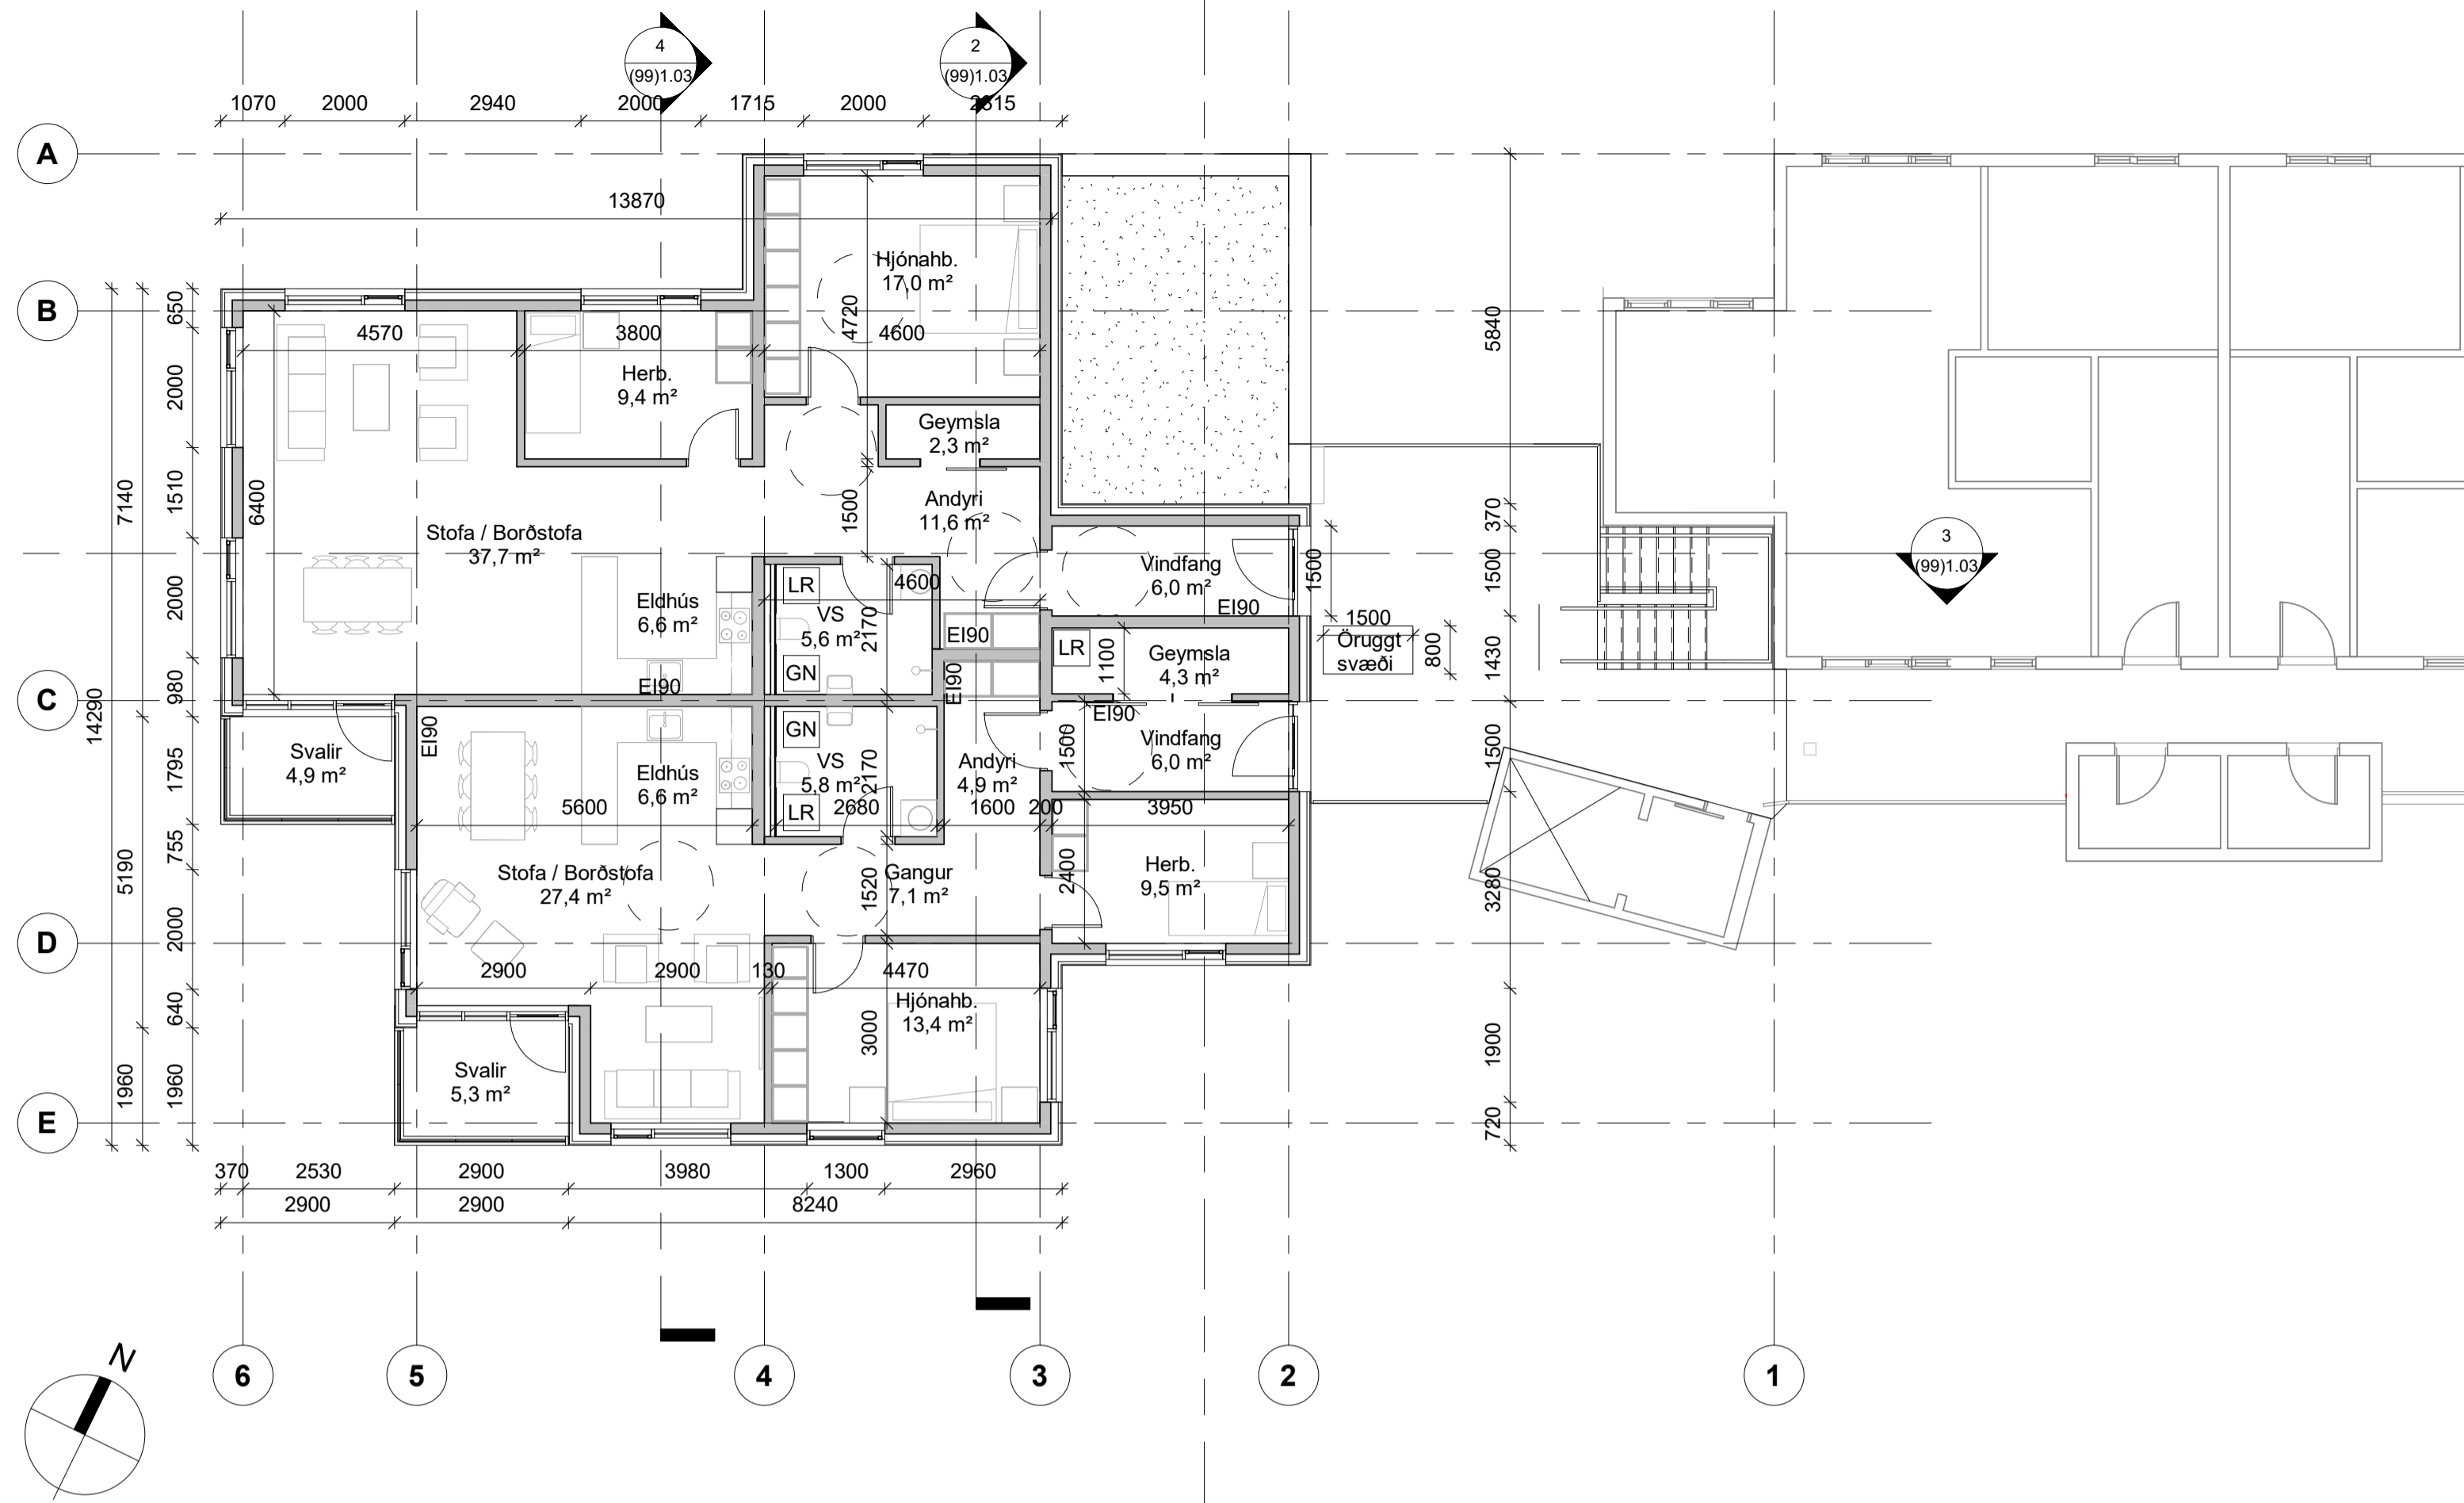 4
(99)1.03
2
(99)1.03
1070 2000 2940 2000 1715 2000 2615
A
13870
B
Hjónahb.
17,0 m²
4720
4600
4570
3800
Herb.
9,4 m²
Geymsla
2,3 m²
650
2000
1510
2000
980
1795
755
2000
640
1960
7140
5190
1960
14290
6400
1500
Andyri
11,6 m²
Stofa / Borðstofa
37,7 m²
Eldhús
6,6 m²
LR
VS
5,6 m²
GN
4600
2170
EI90
EI90
EI90
EI90
Vindfang
6,0 m²
EI90
1500
LR
1100
Geymsla
4,3 m²
EI90
1500
Öruggt
svæði
800
5840
370
1500
1430
1500
3280
1900
720
3
(99)1.03
C
Svalir
4,9 m²
GN
VS
5,8 m²
LR
2170
Eldhús
6,6 m²
Andyri
4,9 m²
1500
Vindfang
6,0 m²
5600 2680 1600 200 3950
Stofa / Borðstofa
27,4 m²
Gangur
7,1 m²
1520
2400
Herb.
9,5 m²
D
2900 2900 130 4470
Hjónahb.
13,4 m²
3000
Svalir
5,3 m²
E
370 2530 2900 3980 1300 2960
2900 2900 8240
N
6 5 4 3 2 1